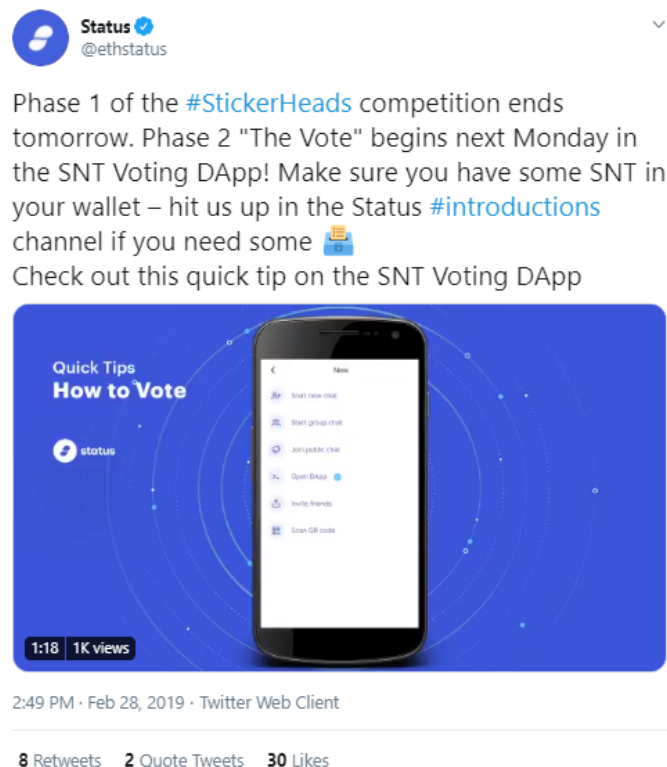 Status
@ethstatus
Phase 1 of the #StickerHeads competition ends
tomorrow. Phase 2 "The Vote" begins next Monday in
the SNT Voting DApp! Make sure you have some SNT in
your wallet – hit us up in the Status #introductions
channel if you need some 🗳️
Check out this quick tip on the SNT Voting DApp
Quick Tips
How to Vote
status
New
Start new chat
Start group chat
Join public chat
Open DApp
Invite friends
Scan QR code
1:18 1K views
2:49 PM · Feb 28, 2019 · Twitter Web Client
8 Retweets 2 Quote Tweets 30 Likes